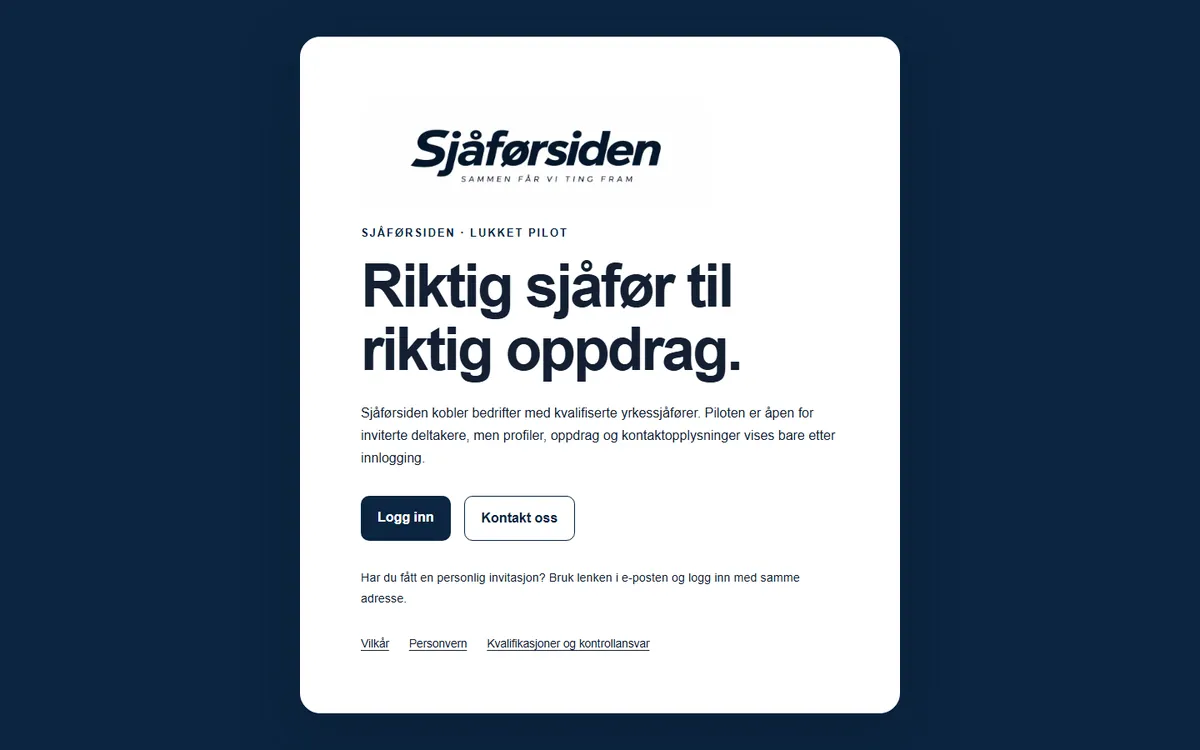 Sjåførsiden
SAMMEN FÅR VI TING FRAM
SJÅFØRSIDEN · LUKKET PILOT
Riktig sjåfør til
riktig oppdrag.
Sjåførsiden kobler bedrifter med kvalifiserte yrkessjåfører. Piloten er åpen for
inviterte deltakere, men profiler, oppdrag og kontaktopplysninger vises bare etter
innlogging.
Logg inn
Kontakt oss
Har du fått en personlig invitasjon? Bruk lenken i e-posten og logg inn med samme
adresse.
Vilkår
Personvern
Kvalifikasjoner og kontrollansvar